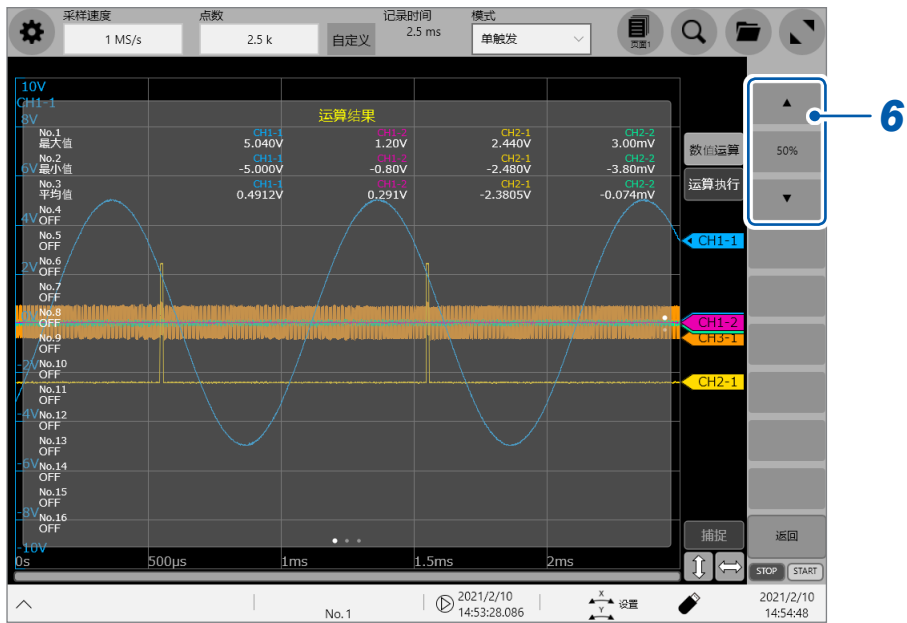 采样速度 点数 记录时间 模式
1 MS/s 2.5 k 自定义 2.5 ms 单触发 页面1
10V
CH1-1
8V
运算结果
No.1 CH1-1 CH1-2 CH2-1 CH2-2
最大值 5.040V 1.20V 2.440V 3.00mV
No.2 CH1-1 CH1-2 CH2-1 CH2-2
6V 最小值 -5.000V -0.80V -2.480V -3.80mV
No.3 CH1-1 CH1-2 CH2-1 CH2-2
平均值 0.4912V 0.291V -2.3805V -0.074mV
数值运算
运算执行
▲
50%
▼
6
No.4
4V OFF
No.5
OFF
CH1-1
No.6
2V OFF
No.7
OFF
No.8
0V OFF
CH1-2
No.9
OFF
CH3-1
-2V No.10
OFF
CH2-1
No.11
OFF
-4V No.12
OFF
No.13
OFF
-6V No.14
OFF
No.15
OFF
-8V No.16
OFF
-10V
捕捉 返回
0s 500μs 1ms 1.5ms 2ms
STOP START
No.1 2021/2/10 X 设置 2021/2/10
14:53:28.086 Y 14:54:48